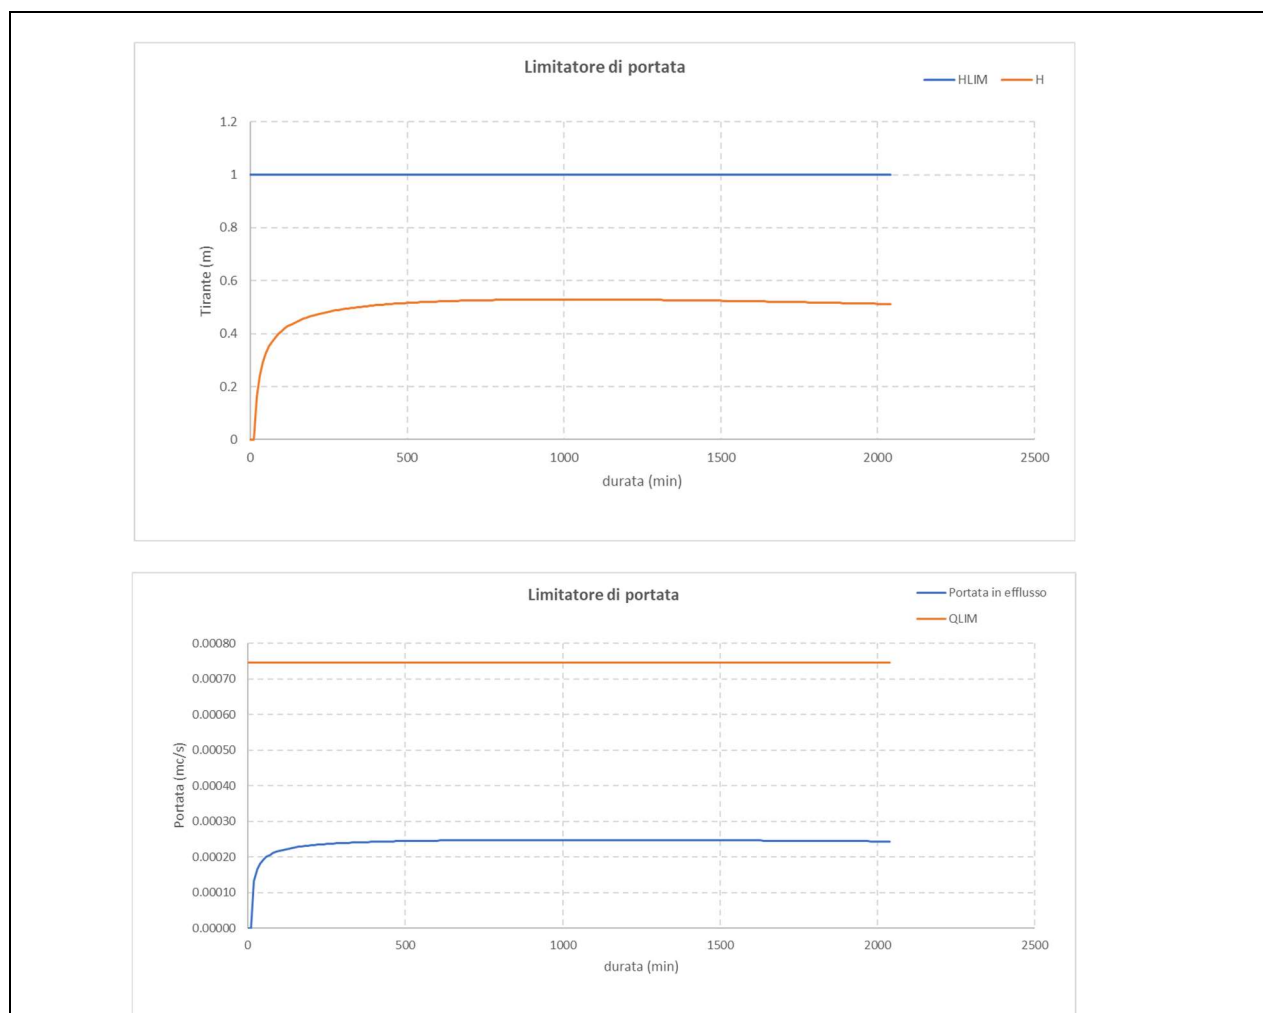 Limitatore di portata
HLIM H
1.2
1
0.8
0.6
0.4
0.2
0
Tirante (m)
0 500 1000 1500 2000 2500
durata (min)
Limitatore di portata
Portata in efflusso
QLIM
0.00080
0.00070
0.00060
0.00050
0.00040
0.00030
0.00020
0.00010
0.00000
Portata (mc/s)
0 500 1000 1500 2000 2500
durata (min)